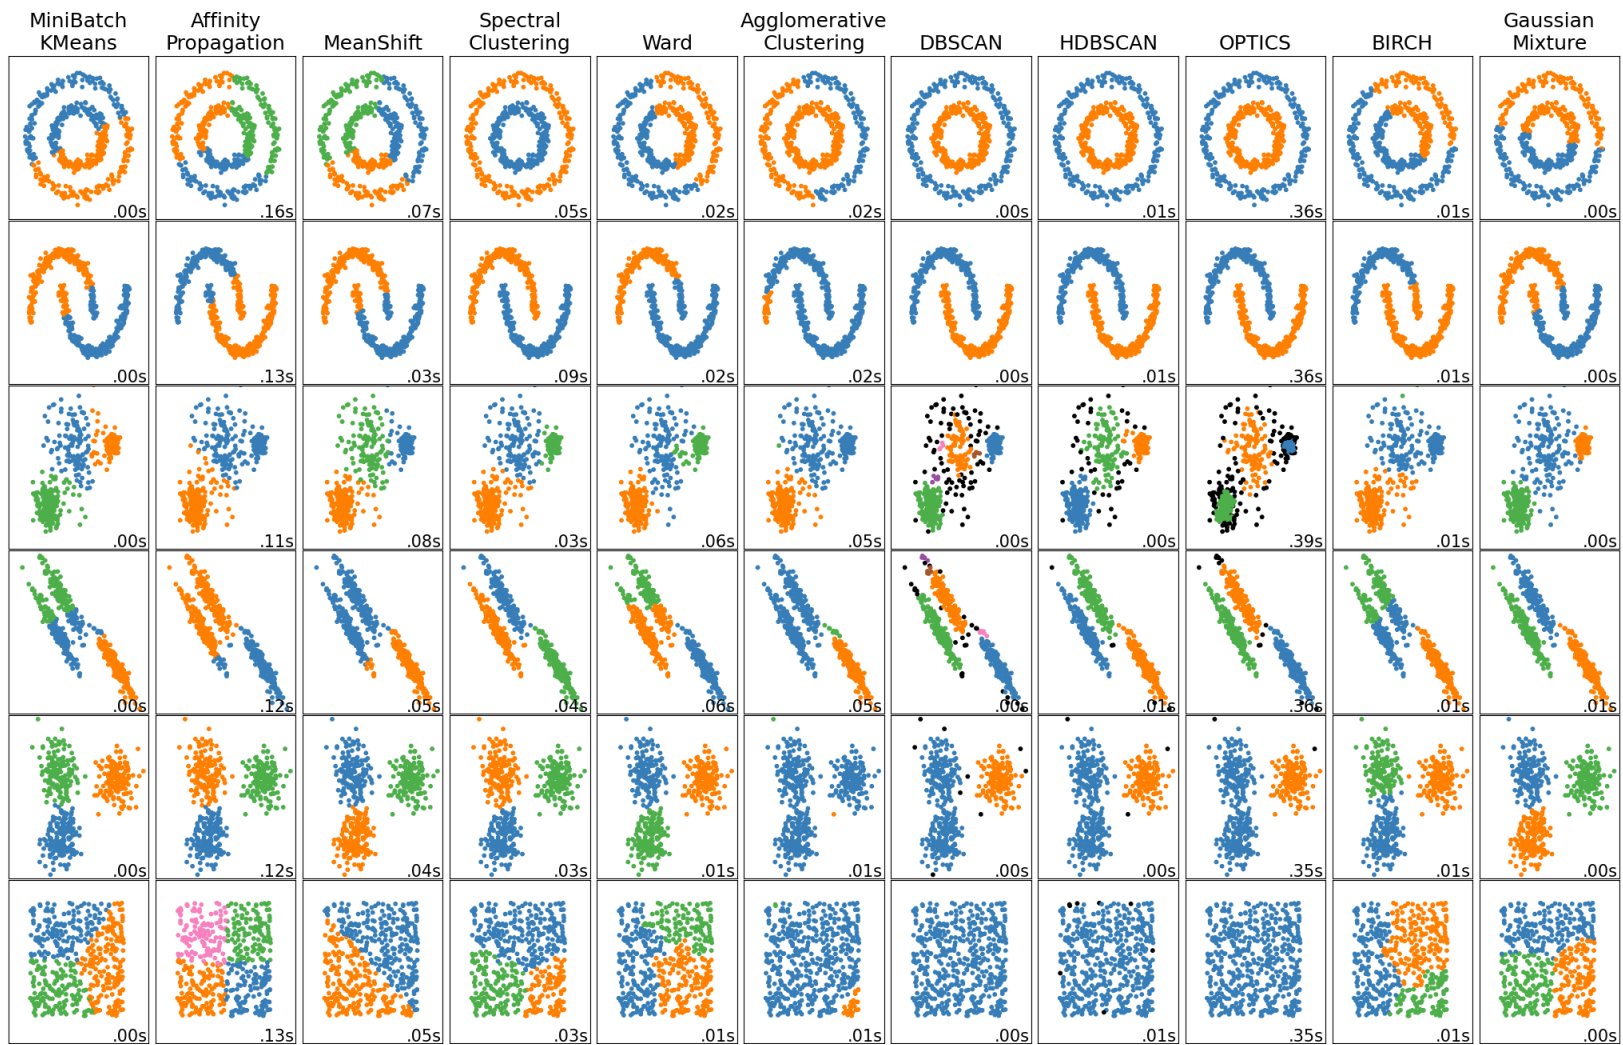 MiniBatch
KMeans
Affinity
Propagation
MeanShift
Spectral
Clustering
Ward
Agglomerative
Clustering
DBSCAN
HDBSCAN
OPTICS
BIRCH
Gaussian
Mixture
.00s
.16s
.07s
.05s
.02s
.02s
.00s
.01s
.36s
.01s
.00s
.00s
.13s
.03s
.09s
.02s
.02s
.00s
.01s
.36s
.01s
.00s
.00s
.11s
.08s
.03s
.06s
.05s
.00s
.00s
.39s
.01s
.00s
.00s
.12s
.05s
.04s
.06s
.05s
.00s
.01s
.36s
.01s
.01s
.00s
.12s
.04s
.03s
.01s
.01s
.00s
.00s
.35s
.01s
.00s
.00s
.13s
.05s
.03s
.01s
.01s
.00s
.01s
.35s
.01s
.00s